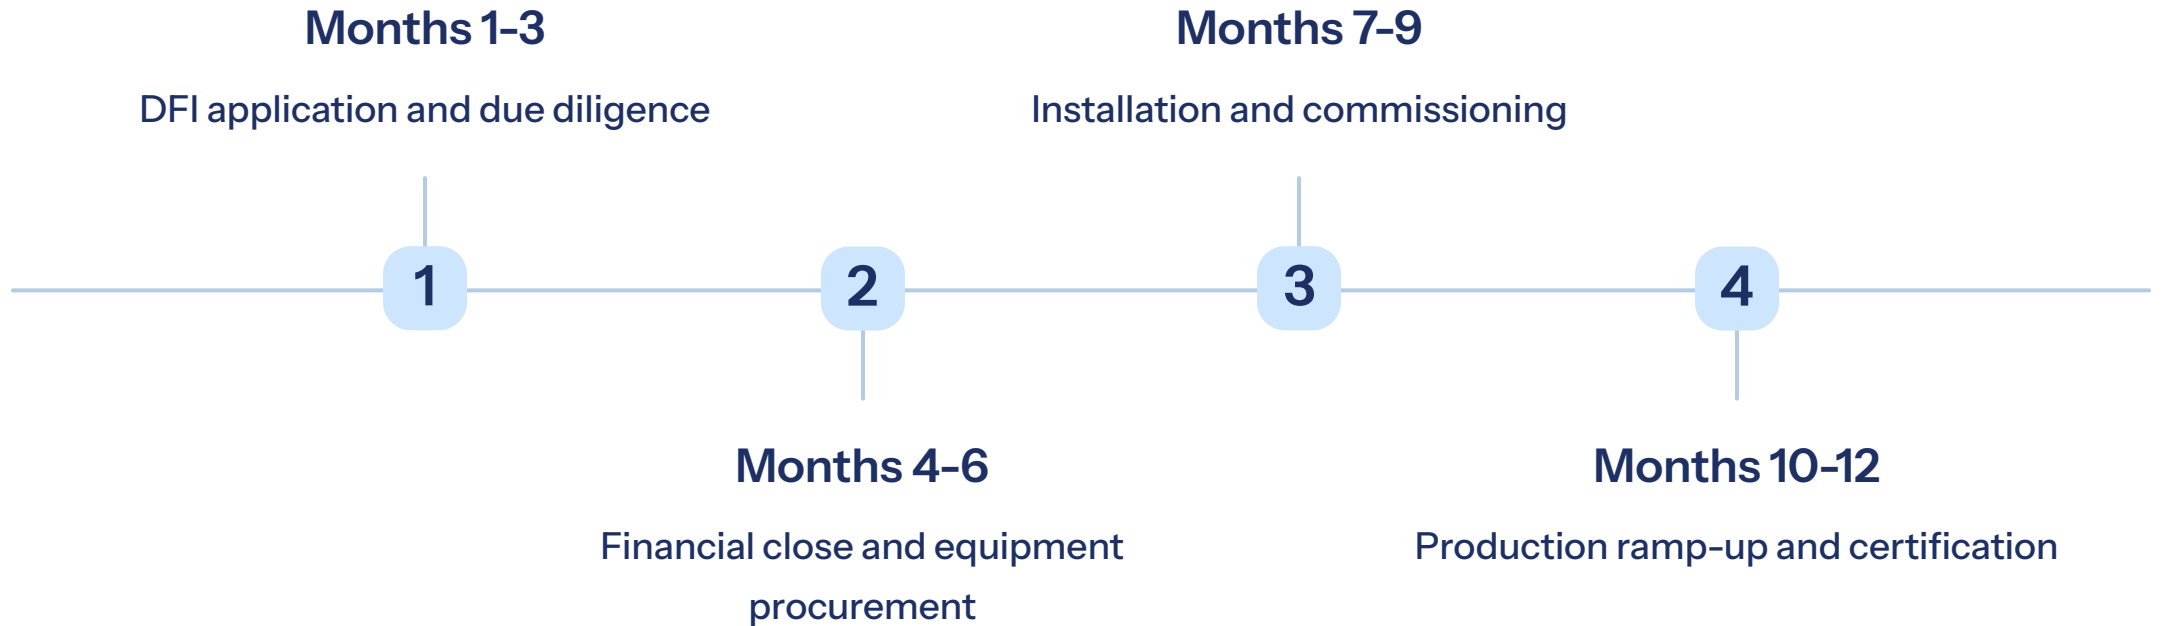 Months 1–3
DFI application and due diligence
1
Months 7–9
Installation and commissioning
3
2
Months 4–6
Financial close and equipment
procurement
4
Months 10–12
Production ramp-up and certification